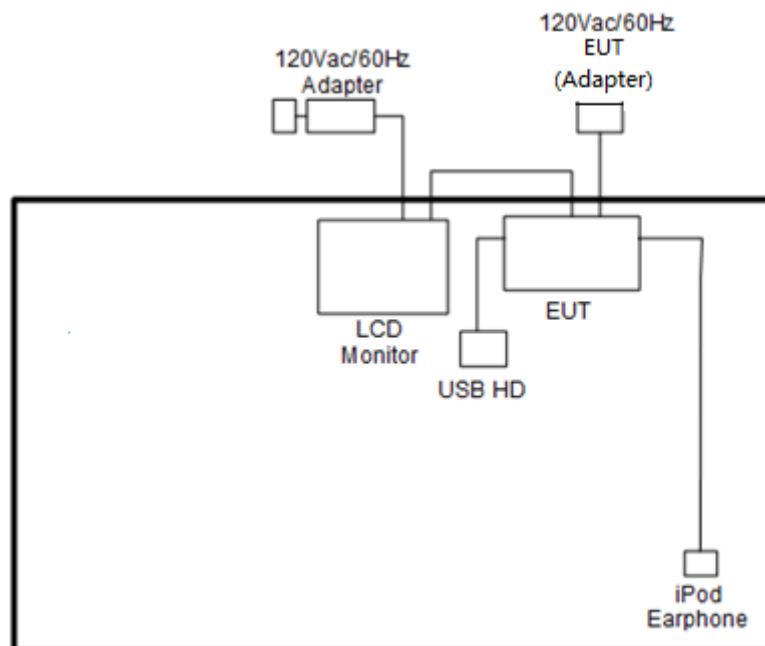 120Vac/60Hz
Adapter
120Vac/60Hz
EUT
(Adapter)
LCD
Monitor
EUT
USB HD
iPod
Earphone